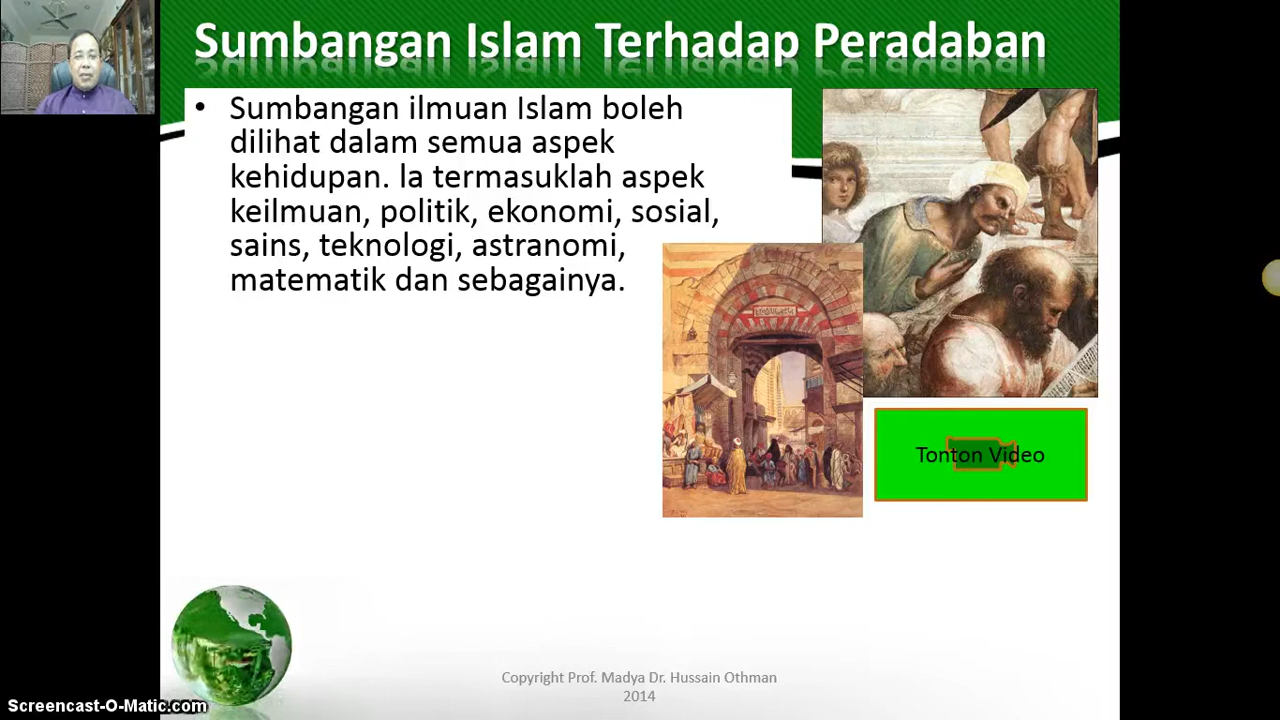 Sumbangan Islam Terhadap Peradaban
• Sumbangan ilmuan Islam boleh
dilihat dalam semua aspek
kehidupan. Ia termasuklah aspek
keilmuan, politik, ekonomi, sosial,
sains, teknologi, astranomi,
matematik dan sebagainya.
Tonton Video
Copyright Prof. Madya Dr. Hussain Othman
2014
Screencast-O-Matic.com